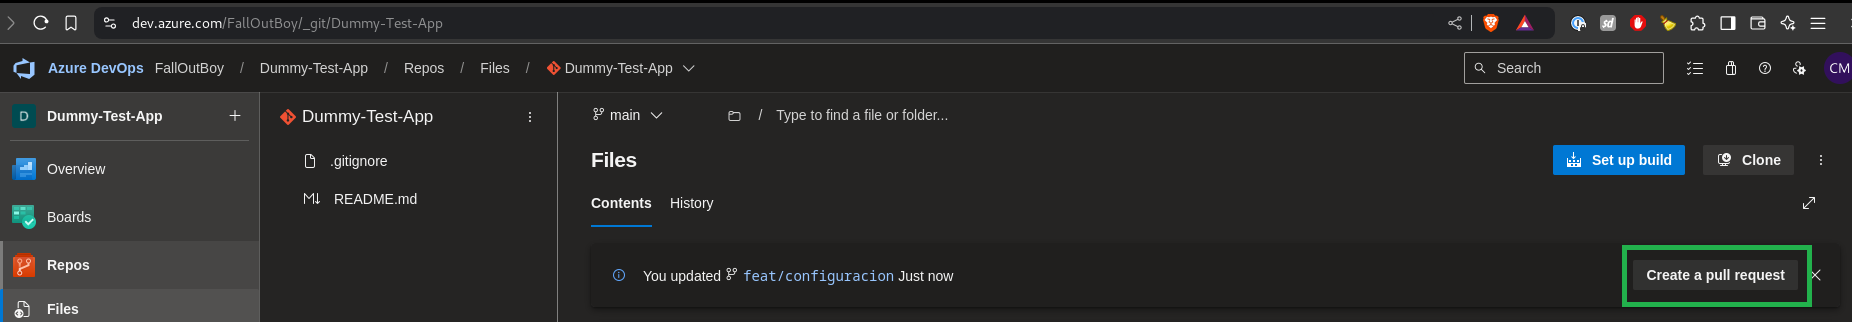 dev.azure.com/FallOutBoy/_git/Dummy-Test-App
sd
Azure DevOps FallOutBoy / Dummy-Test-App / Repos / Files / Dummy-Test-App
Search
CM
D Dummy-Test-App +
Overview
Boards
Repos
Files
Dummy-Test-App
.gitignore
README.md
main / Type to find a file or folder...
Files
Set up build
Clone
Contents History
You updated feat/configuracion Just now
Create a pull request